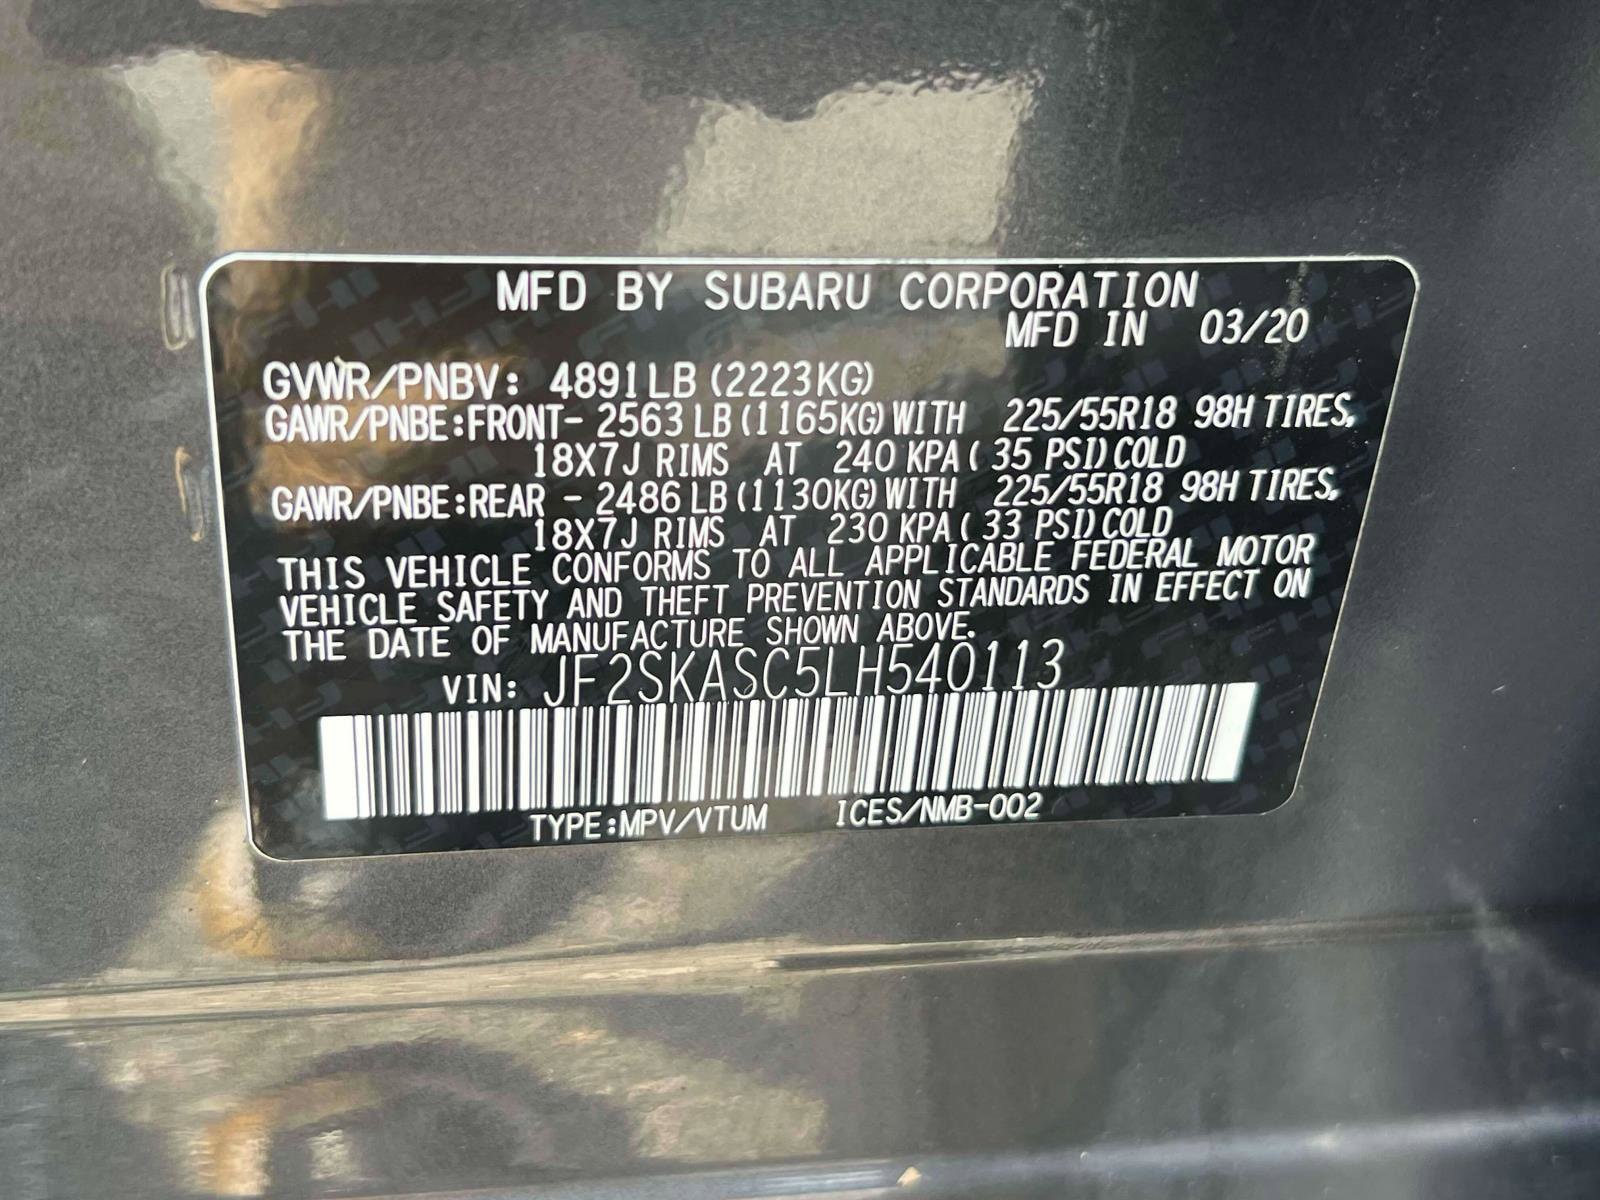 MFD BY SUBARU CORPORATION
MFD IN 03/20
GVWR/PNBV: 4891LB (2223KG)
GAWR/PNBE:FRONT- 2563 LB (1165KG) WITH 225/55R18 98H TIRES,
18X7J RIMS AT 240 KPA ( 35 PSI) COLD
GAWR/PNBE:REAR - 2486 LB (1130KG) WITH 225/55R18 98H TIRES,
18X7J RIMS AT 230 KPA ( 33 PSI) COLD
THIS VEHICLE CONFORMS TO ALL APPLICABLE FEDERAL MOTOR
VEHICLE SAFETY AND THEFT PREVENTION STANDARDS IN EFFECT ON
THE DATE OF MANUFACTURE SHOWN ABOVE.
VIN: JF2SKASC5LH540113
TYPE:MPV/VTUM ICES/NMB-002